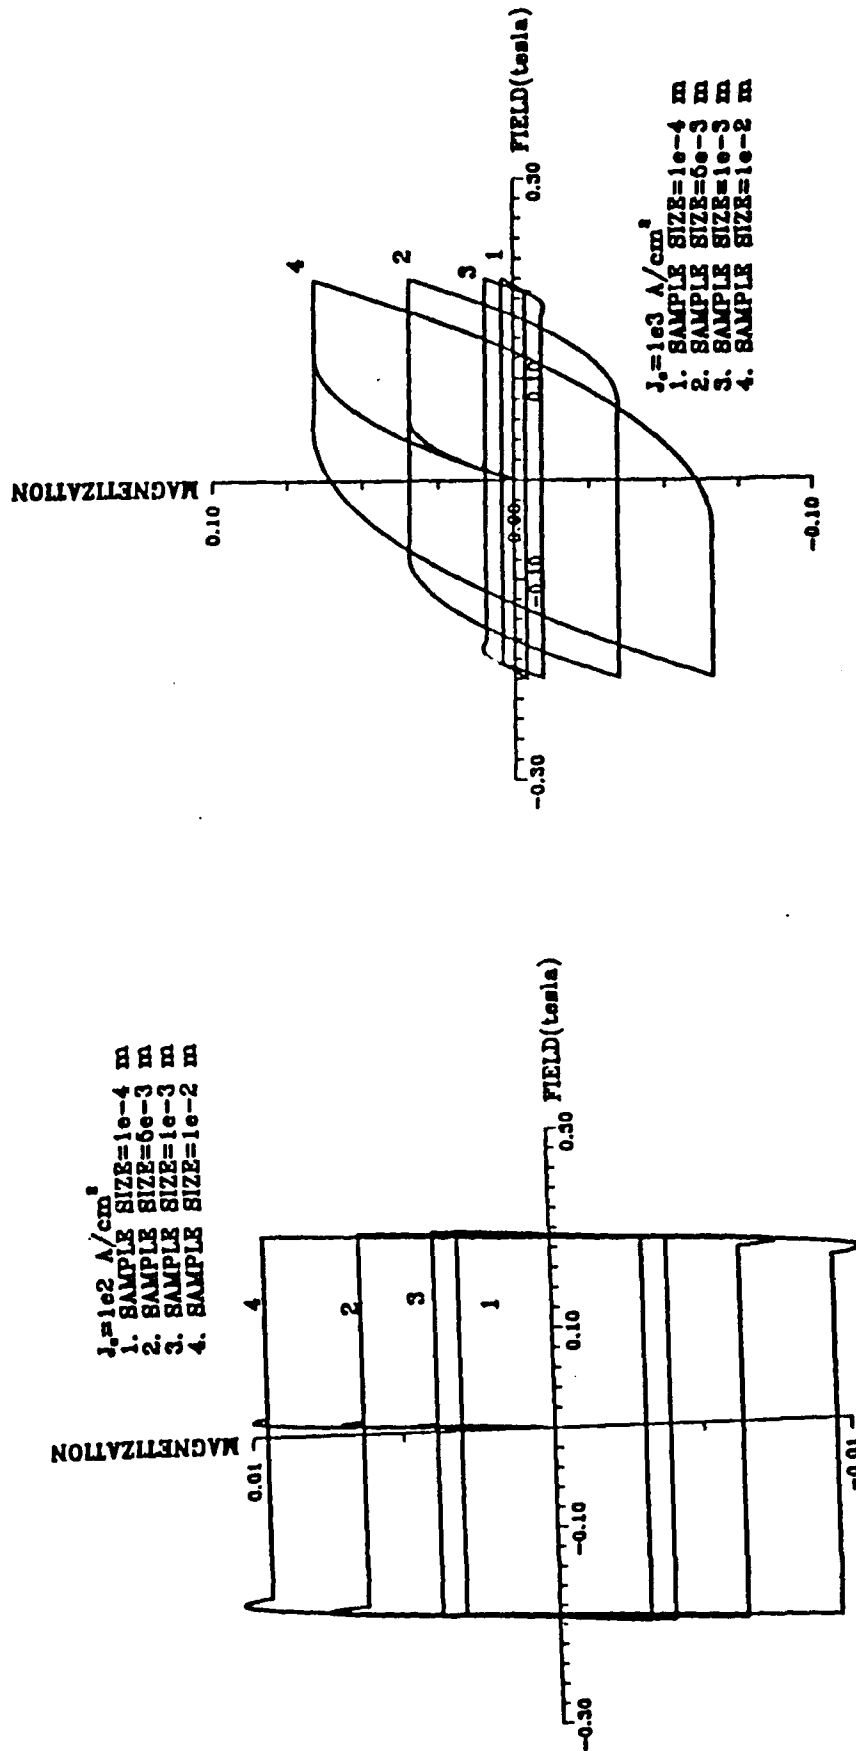 MAGNETIZATION
0.01
Jc=1e2 A/cm²
1. SAMPLE SIZE=1e-4 m
2. SAMPLE SIZE=5e-3 m
3. SAMPLE SIZE=1e-3 m
4. SAMPLE SIZE=1e-2 m
4
2
3
1
-0.30
-0.10
0.10
0.30
FIELD(tesla)
-0.01
MAGNETIZATION
0.10
4
2
3
1
-0.30
-0.10
0.00
0.10
0.30
FIELD(tesla)
-0.10
Jc=1e3 A/cm²
1. SAMPLE SIZE=1e-4 m
2. SAMPLE SIZE=5e-3 m
3. SAMPLE SIZE=1e-3 m
4. SAMPLE SIZE=1e-2 m